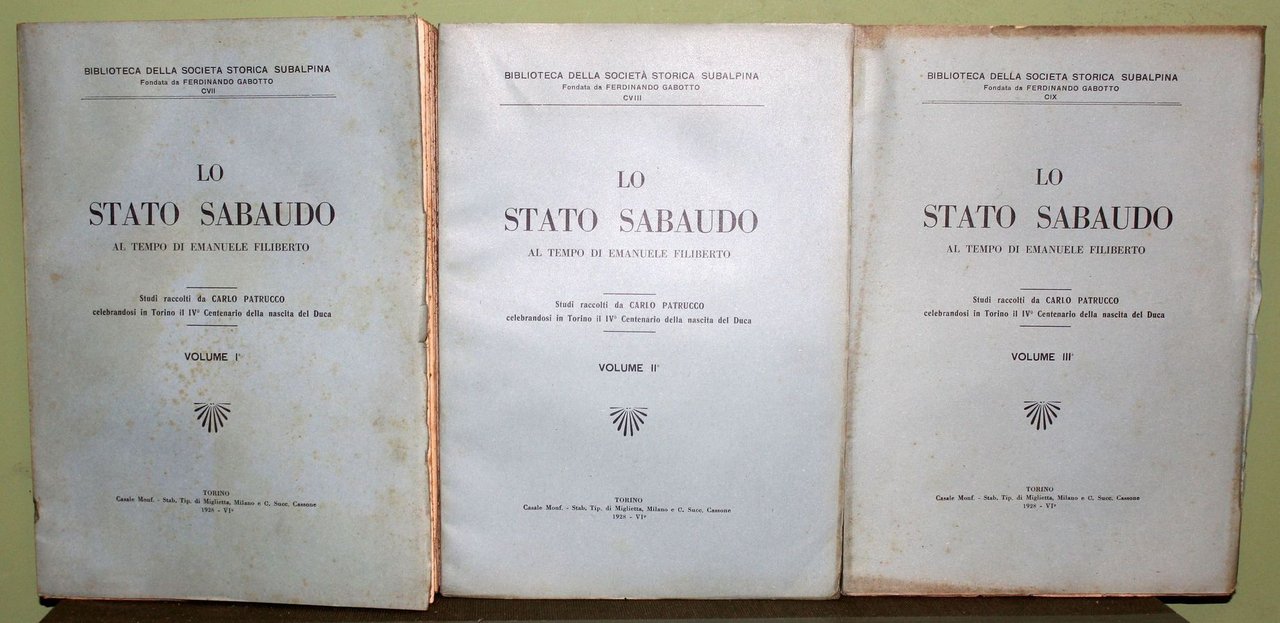 BIBLIOTECA DELLA SOCIETA STORICA SUBALPINA
Fondata da FERDINANDO GABOTTO
CVII
LO
STATO SABAUDO
AL TEMPO DI EMANUELE FILIBERTO
Studi raccolti da CARLO PATRUCCO
celebrandosi in Torino il IV° Centenario della nascita del Duca
VOLUME I°
TORINO
Casale Monf. - Stab. Tip. di Miglietta, Milano e C. Succ. Cassone
1928 - VI°
BIBLIOTECA DELLA SOCIETÀ STORICA SUBALPINA
Fondata da FERDINANDO GABOTTO
CVIII
LO
STATO SABAUDO
AL TEMPO DI EMANUELE FILIBERTO
Studi raccolti da CARLO PATRUCCO
celebrandosi in Torino il IV° Centenario della nascita del Duca
VOLUME II°
TORINO
Casale Monf. - Stab. Tip. di Miglietta, Milano e C. Succ. Cassone
1928 - VI°
BIBLIOTECA DELLA SOCIETÀ STORICA SUBALPINA
Fondata da FERDINANDO GABOTTO
CIX
LO
STATO SABAUDO
AL TEMPO DI EMANUELE FILIBERTO
Studi raccolti da CARLO PATRUCCO
celebrandosi in Torino il IV° Centenario della nascita del Duca
VOLUME III°
TORINO
Casale Monf. - Stab. Tip. di Miglietta, Milano e C. Succ. Cassone
1928 - VI°